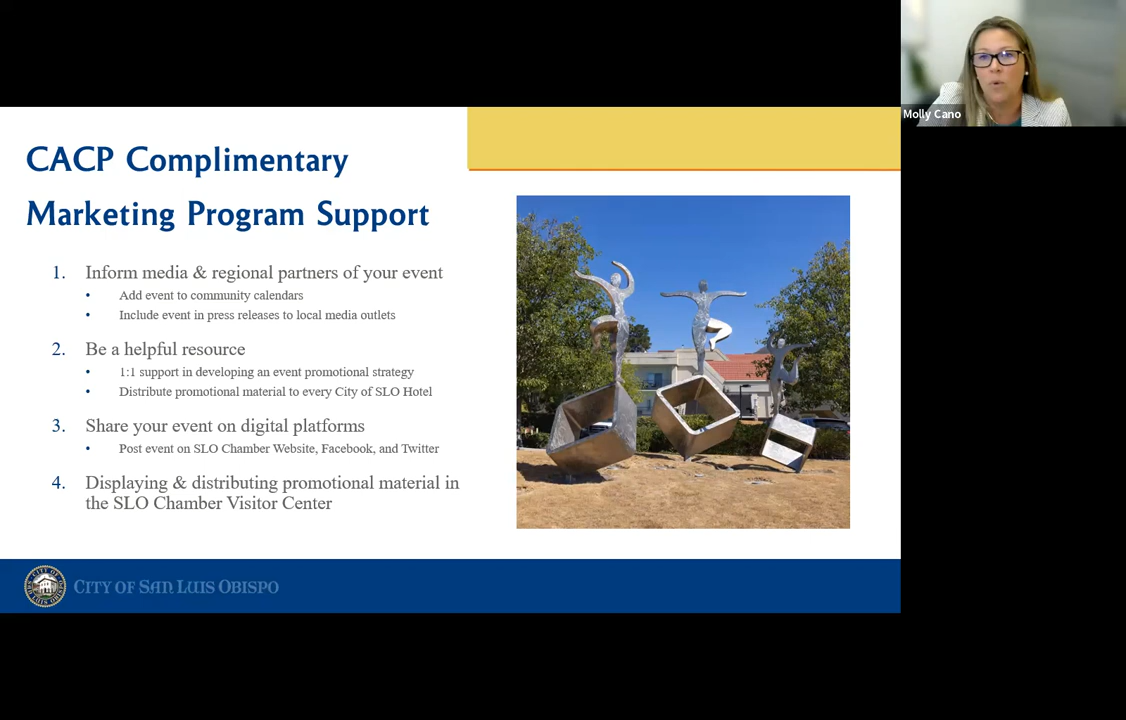 Molly Cano
CACP Complimentary
Marketing Program Support
1. Inform media & regional partners of your event
• Add event to community calendars
• Include event in press releases to local media outlets
2. Be a helpful resource
• 1:1 support in developing an event promotional strategy
• Distribute promotional material to every City of SLO Hotel
3. Share your event on digital platforms
• Post event on SLO Chamber Website, Facebook, and Twitter
4. Displaying & distributing promotional material in
the SLO Chamber Visitor Center
CITY OF SAN LUIS OBISPO